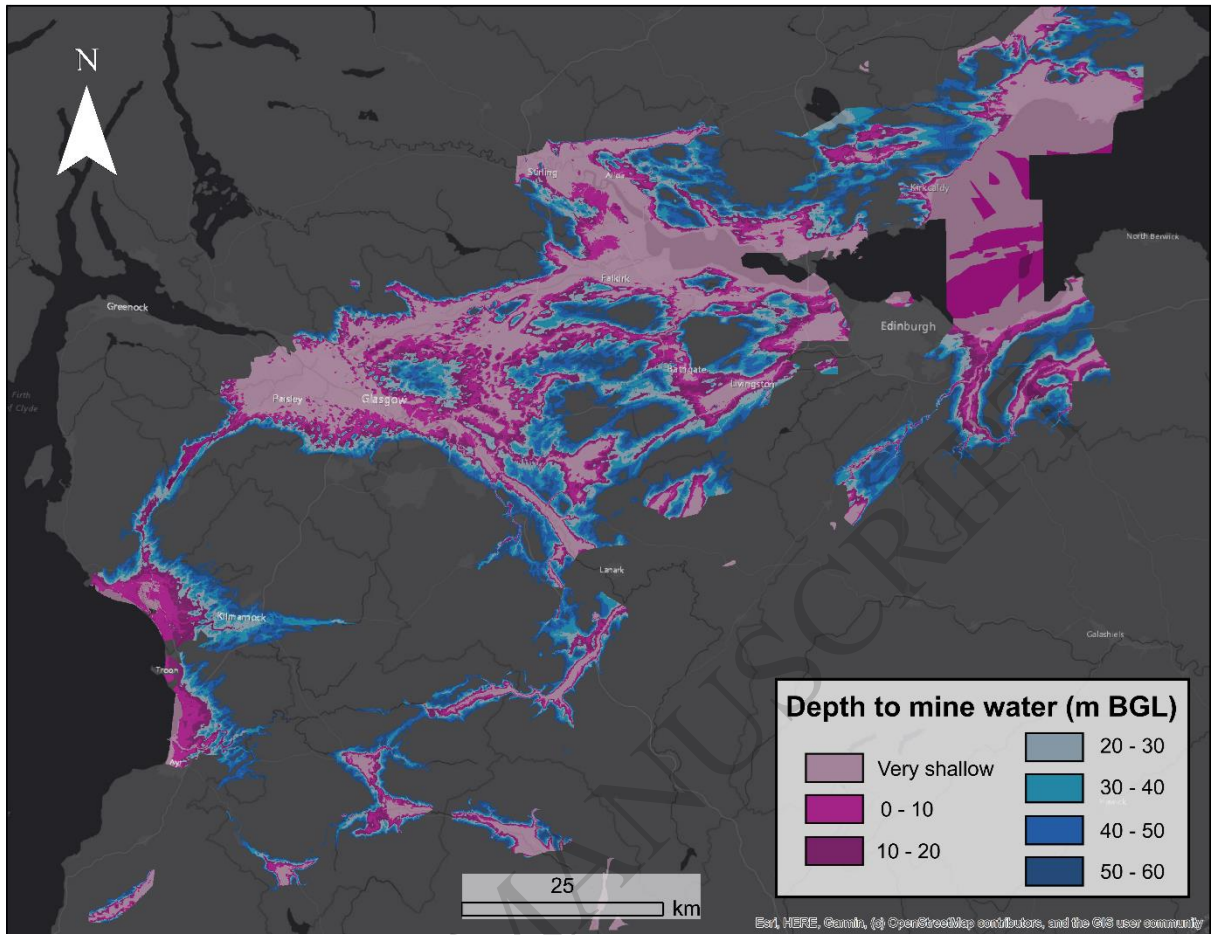 N
Stirling
Kirkcaldy
North Berwick
Falkirk
Greenock
Edinburgh
Bathgate
Livingston
Paisley
Glasgow
Firth
of Clyde
Lanark
Kilmarnock
Galashiels
Troon
Ayr
Depth to mine water (m BGL)
Very shallow
0 - 10
10 - 20
20 - 30
30 - 40
40 - 50
50 - 60
25
km
MANUSCRIPT
Esri, HERE, Garmin, (c) OpenStreetMap contributors, and the GIS user community